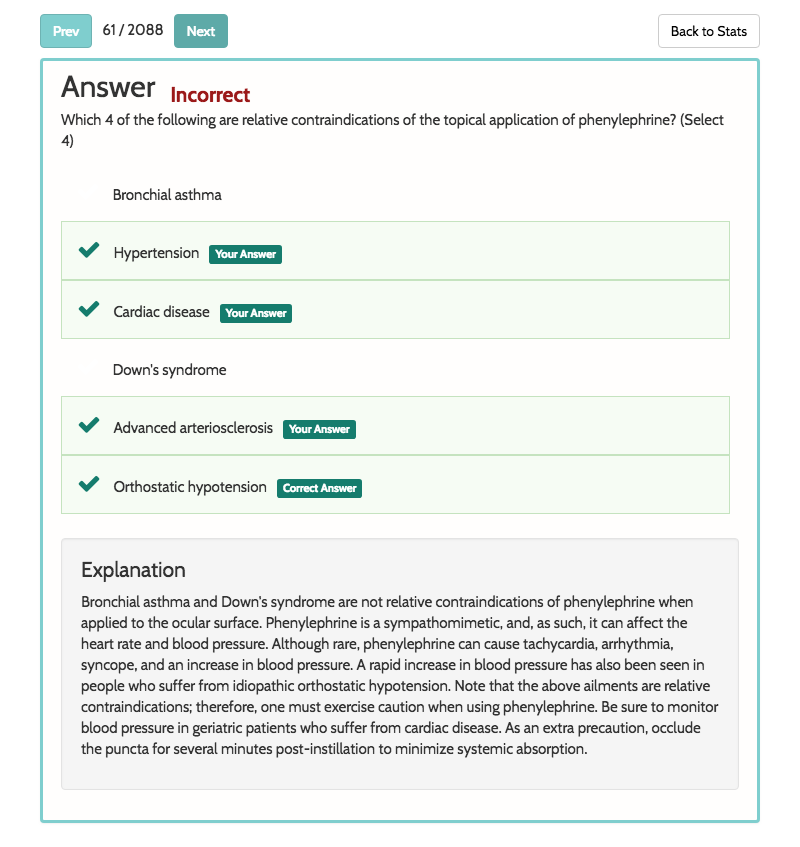 Prev 61 / 2088 Next Back to Stats
Answer Incorrect
Which 4 of the following are relative contraindications of the topical application of phenylephrine? (Select
4)
Bronchial asthma
Hypertension Your Answer
Cardiac disease Your Answer
Down's syndrome
Advanced arteriosclerosis Your Answer
Orthostatic hypotension Correct Answer
Explanation
Bronchial asthma and Down's syndrome are not relative contraindications of phenylephrine when
applied to the ocular surface. Phenylephrine is a sympathomimetic, and, as such, it can affect the
heart rate and blood pressure. Although rare, phenylephrine can cause tachycardia, arrhythmia,
syncope, and an increase in blood pressure. A rapid increase in blood pressure has also been seen in
people who suffer from idiopathic orthostatic hypotension. Note that the above ailments are relative
contraindications; therefore, one must exercise caution when using phenylephrine. Be sure to monitor
blood pressure in geriatric patients who suffer from cardiac disease. As an extra precaution, occlude
the puncta for several minutes post-instillation to minimize systemic absorption.